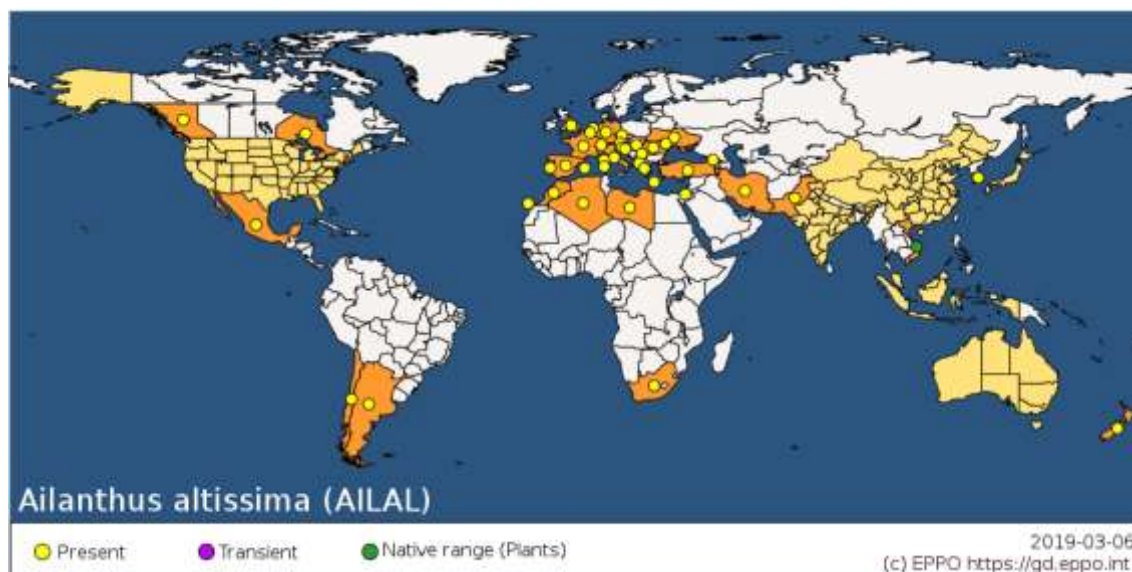 Ailanthus altissima (AILAL)
Present
Transient
Native range (Plants)
2019-03-06
(c) EPPO https://gd.eppo.int